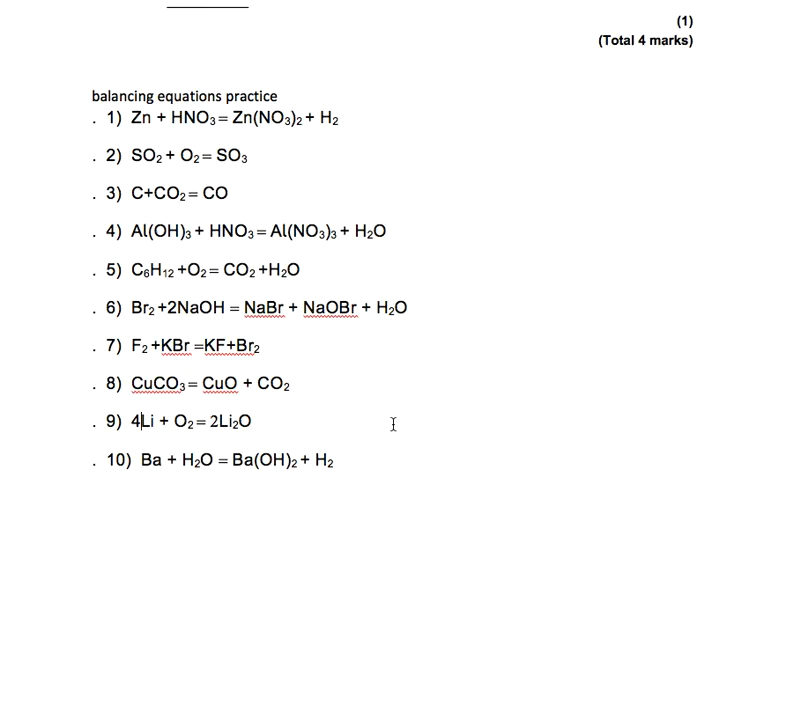 (1)
(Total 4 marks)
balancing equations practice
. 1) Zn + HNO₃ = Zn(NO₃)₂ + H₂
. 2) SO₂ + O₂ = SO₃
. 3) C+CO₂ = CO
. 4) Al(OH)₃ + HNO₃ = Al(NO₃)₃ + H₂O
. 5) C₆H₁₂ +O₂ = CO₂ +H₂O
. 6) Br₂ +2NaOH = NaBr + NaOBr + H₂O
. 7) F₂ +KBr =KF+Br₂
. 8) CuCO₃ = CuO + CO₂
. 9) 4Li + O₂ = 2Li₂O
. 10) Ba + H₂O = Ba(OH)₂ + H₂